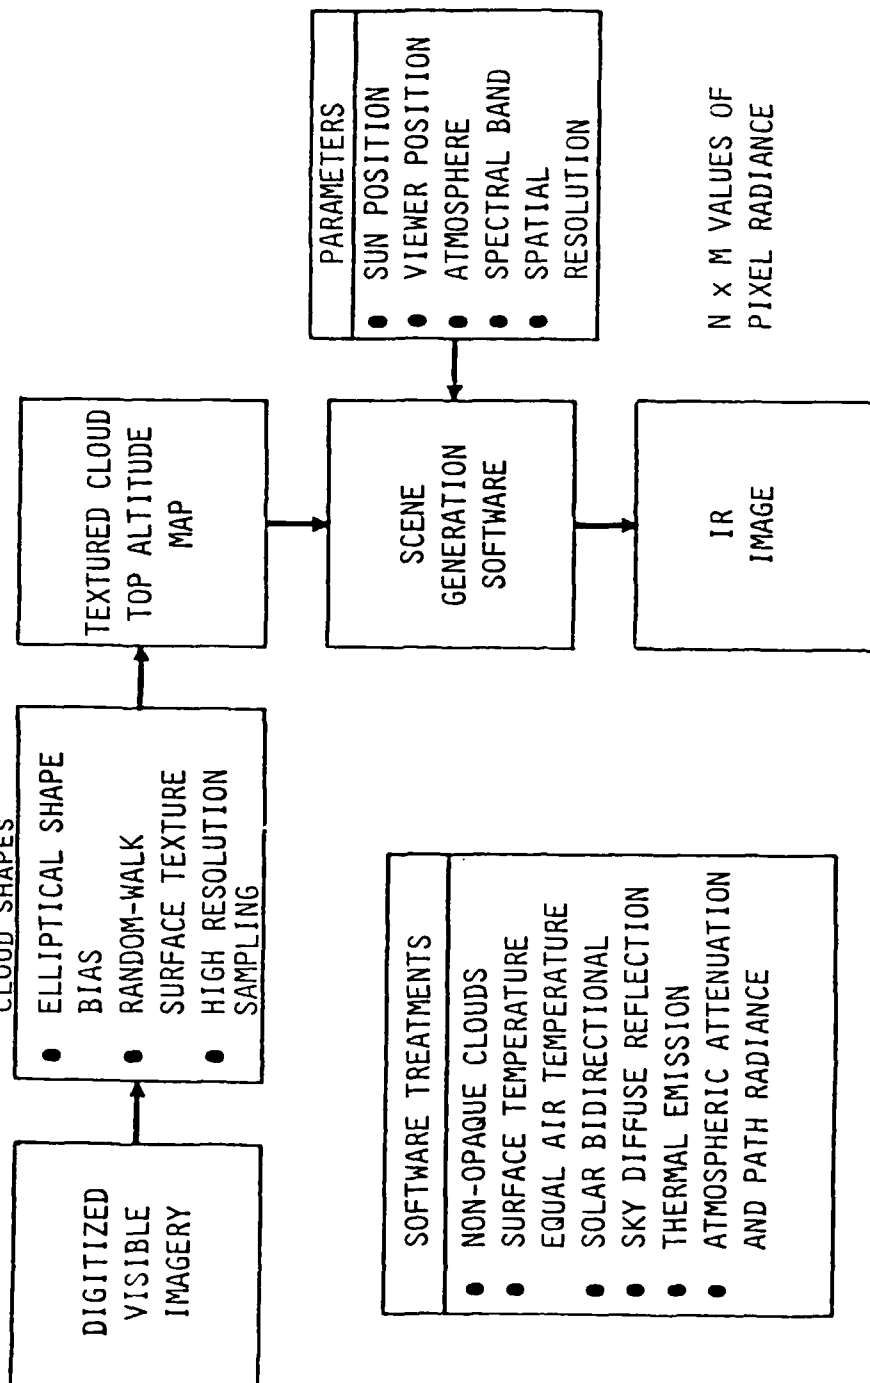 DIGITIZED
VISIBLE
IMAGERY
CLOUD SHAPES
● ELLIPTICAL SHAPE
BIAS
● RANDOM-WALK
SURFACE TEXTURE
● HIGH RESOLUTION
SAMPLING
TEXTURED CLOUD
TOP ALTITUDE
MAP
SOFTWARE TREATMENTS
● NON-OPAQUE CLOUDS
● SURFACE TEMPERATURE
EQUAL AIR TEMPERATURE
● SOLAR BIDIRECTIONAL
● SKY DIFFUSE REFLECTION
● THERMAL EMISSION
● ATMOSPHERIC ATTENUATION
AND PATH RADIANCE
SCENE
GENERATION
SOFTWARE
PARAMETERS
● SUN POSITION
● VIEWER POSITION
● ATMOSPHERE
● SPECTRAL BAND
● SPATIAL
RESOLUTION
IR
IMAGE
N x M VALUES OF
PIXEL RADIANCE